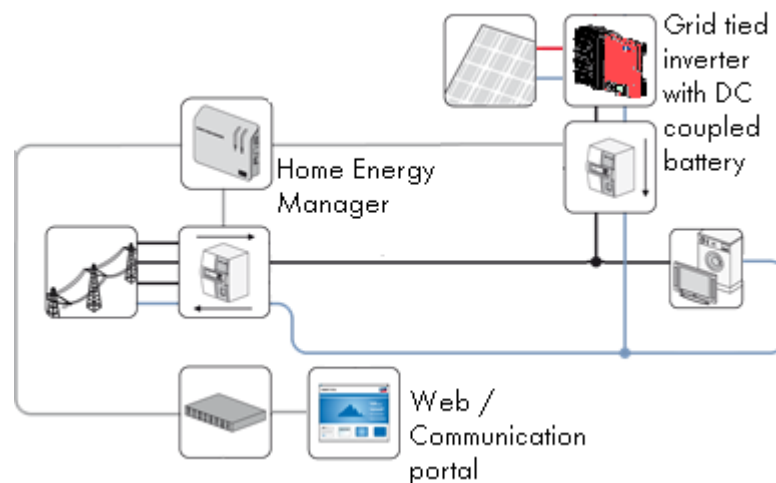 Grid tied
inverter
with DC
coupled
battery
Home Energy
Manager
Web /
Communication
portal